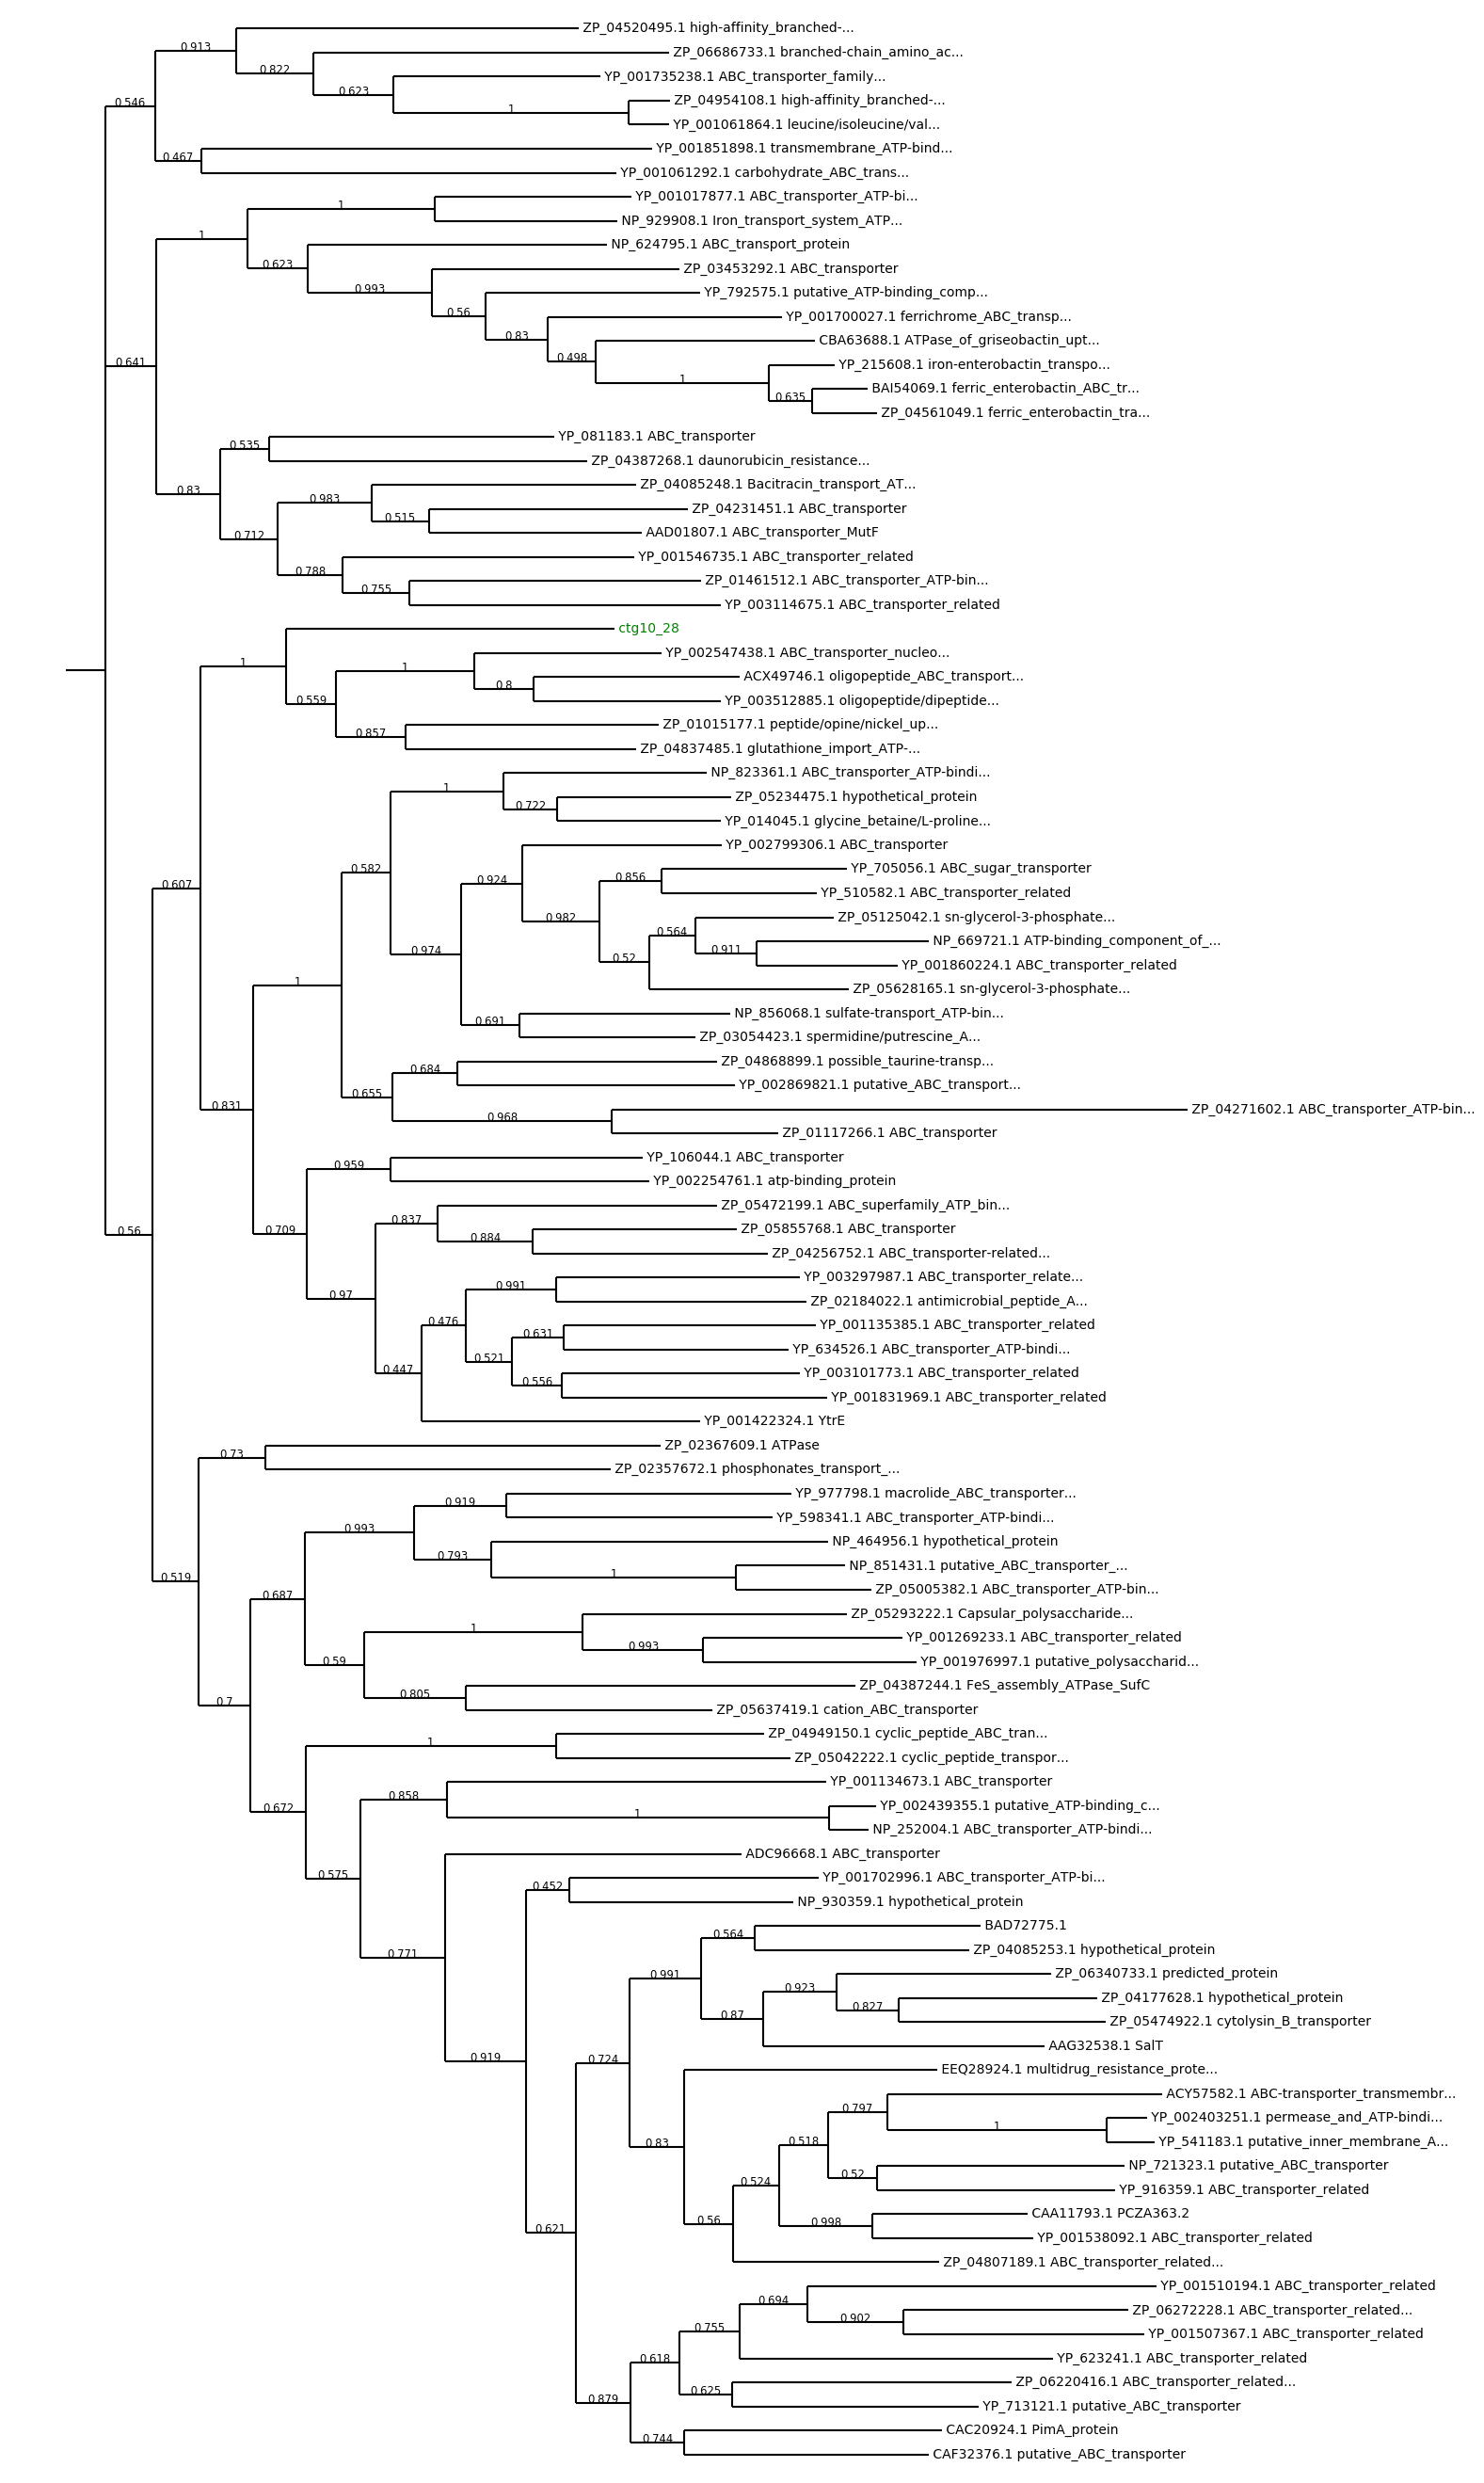 ZP_04520495.1 high-affinity_branched-...
0.913
ZP_06686733.1 branched-chain_amino_ac...
0.822
YP_001735238.1 ABC_transporter_family...
0.623
ZP_04954108.1 high-affinity_branched-...
0.546
1
YP_001061864.1 leucine/isoleucine/val...
YP_001851898.1 transmembrane_ATP-bind...
0.467
YP_001061292.1 carbohydrate_ABC_trans...
YP_001017877.1 ABC_transporter_ATP-bi...
1
NP_929908.1 Iron_transport_system_ATP...
1
NP_624795.1 ABC_transport_protein
0.623
ZP_03453292.1 ABC_transporter
0.993
YP_792575.1 putative_ATP-binding_comp...
0.56
YP_001700027.1 ferrichrome_ABC_transp...
0.83
CBA63688.1 ATPase_of_griseobactin_upt...
0.498
0.641
YP_215608.1 iron-enterobactin_transpo...
1
BAI54069.1 ferric_enterobactin_ABC_tr...
0.635
ZP_04561049.1 ferric_enterobactin_tra...
YP_081183.1 ABC_transporter
0.535
ZP_04387268.1 daunorubicin_resistance...
ZP_04085248.1 Bacitracin_transport_AT...
0.83
0.983
ZP_04231451.1 ABC_transporter
0.515
AAD01807.1 ABC_transporter_MutF
0.712
YP_001546735.1 ABC_transporter_related
0.788
ZP_01461512.1 ABC_transporter_ATP-bin...
0.755
YP_003114675.1 ABC_transporter_related
ctg10_28
YP_002547438.1 ABC_transporter_nucleo...
1
1
ACX49746.1 oligopeptide_ABC_transport...
0.8
YP_003512885.1 oligopeptide/dipeptide...
0.559
ZP_01015177.1 peptide/opine/nickel_up...
0.857
ZP_04837485.1 glutathione_import_ATP-...
NP_823361.1 ABC_transporter_ATP-bindi...
1
ZP_05234475.1 hypothetical_protein
0.722
YP_014045.1 glycine_betaine/L-proline...
YP_002799306.1 ABC_transporter
0.582
YP_705056.1 ABC_sugar_transporter
0.856
0.924
0.607
YP_510582.1 ABC_transporter_related
ZP_05125042.1 sn-glycerol-3-phosphate...
0.982
0.564
NP_669721.1 ATP-binding_component_of_...
0.974
0.911
0.52
YP_001860224.1 ABC_transporter_related
1
ZP_05628165.1 sn-glycerol-3-phosphate...
NP_856068.1 sulfate-transport_ATP-bin...
0.691
ZP_03054423.1 spermidine/putrescine_A...
ZP_04868899.1 possible_taurine-transp...
0.684
YP_002869821.1 putative_ABC_transport...
0.655
0.831
ZP_04271602.1 ABC_transporter_ATP-bin...
0.968
ZP_01117266.1 ABC_transporter
YP_106044.1 ABC_transporter
0.959
YP_002254761.1 atp-binding_protein
ZP_05472199.1 ABC_superfamily_ATP_bin...
0.837
ZP_05855768.1 ABC_transporter
0.56
0.709
0.884
ZP_04256752.1 ABC_transporter-related...
YP_003297987.1 ABC_transporter_relate...
0.991
0.97
ZP_02184022.1 antimicrobial_peptide_A...
0.476
YP_001135385.1 ABC_transporter_related
0.631
YP_634526.1 ABC_transporter_ATP-bindi...
0.521
0.447
YP_003101773.1 ABC_transporter_related
0.556
YP_001831969.1 ABC_transporter_related
YP_001422324.1 YtrE
ZP_02367609.1 ATPase
0.73
ZP_02357672.1 phosphonates_transport_...
YP_977798.1 macrolide_ABC_transporter...
0.919
YP_598341.1 ABC_transporter_ATP-bindi...
0.993
NP_464956.1 hypothetical_protein
0.793
NP_851431.1 putative_ABC_transporter_...
0.519
1
ZP_05005382.1 ABC_transporter_ATP-bin...
0.687
ZP_05293222.1 Capsular_polysaccharide...
1
YP_001269233.1 ABC_transporter_related
0.993
0.59
YP_001976997.1 putative_polysaccharid...
ZP_04387244.1 FeS_assembly_ATPase_SufC
0.805
0.7
ZP_05637419.1 cation_ABC_transporter
ZP_04949150.1 cyclic_peptide_ABC_tran...
1
ZP_05042222.1 cyclic_peptide_transpor...
YP_001134673.1 ABC_transporter
0.858
0.672
YP_002439355.1 putative_ATP-binding_c...
1
NP_252004.1 ABC_transporter_ATP-bindi...
ADC96668.1 ABC_transporter
0.575
YP_001702996.1 ABC_transporter_ATP-bi...
0.452
NP_930359.1 hypothetical_protein
BAD72775.1
0.564
ZP_04085253.1 hypothetical_protein
0.771
0.991
ZP_06340733.1 predicted_protein
0.923
ZP_04177628.1 hypothetical_protein
0.827
0.87
ZP_05474922.1 cytolysin_B_transporter
AAG32538.1 SalT
0.919
0.724
EEQ28924.1 multidrug_resistance_prote...
ACY57582.1 ABC-transporter_transmembr...
0.797
YP_002403251.1 permease_and_ATP-bindi...
1
0.83
0.518
YP_541183.1 putative_inner_membrane_A...
NP_721323.1 putative_ABC_transporter
0.52
0.524
YP_916359.1 ABC_transporter_related
CAA11793.1 PCZA363.2
0.56
0.998
0.621
YP_001538092.1 ABC_transporter_related
ZP_04807189.1 ABC_transporter_related...
YP_001510194.1 ABC_transporter_related
0.694
ZP_06272228.1 ABC_transporter_related...
0.902
0.755
YP_001507367.1 ABC_transporter_related
YP_623241.1 ABC_transporter_related
0.618
ZP_06220416.1 ABC_transporter_related...
0.625
0.879
YP_713121.1 putative_ABC_transporter
CAC20924.1 PimA_protein
0.744
CAF32376.1 putative_ABC_transporter